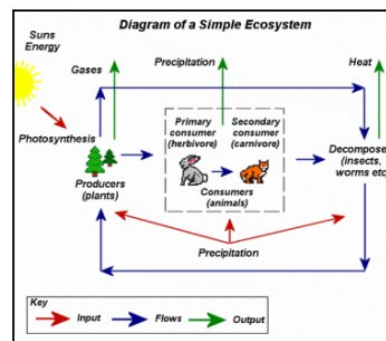 Diagram of a Simple Ecosystem
Suns
Energy
Precipitation
Heat
Gases
Photosynthesis
Primary
consumer
(herbivore)
Secondary
consumer
(carnivore)
Producers
(plants)
Consumers
(animals)
Decompose
(insects,
worms etc
Precipitation
Key
Input
Flows
Output